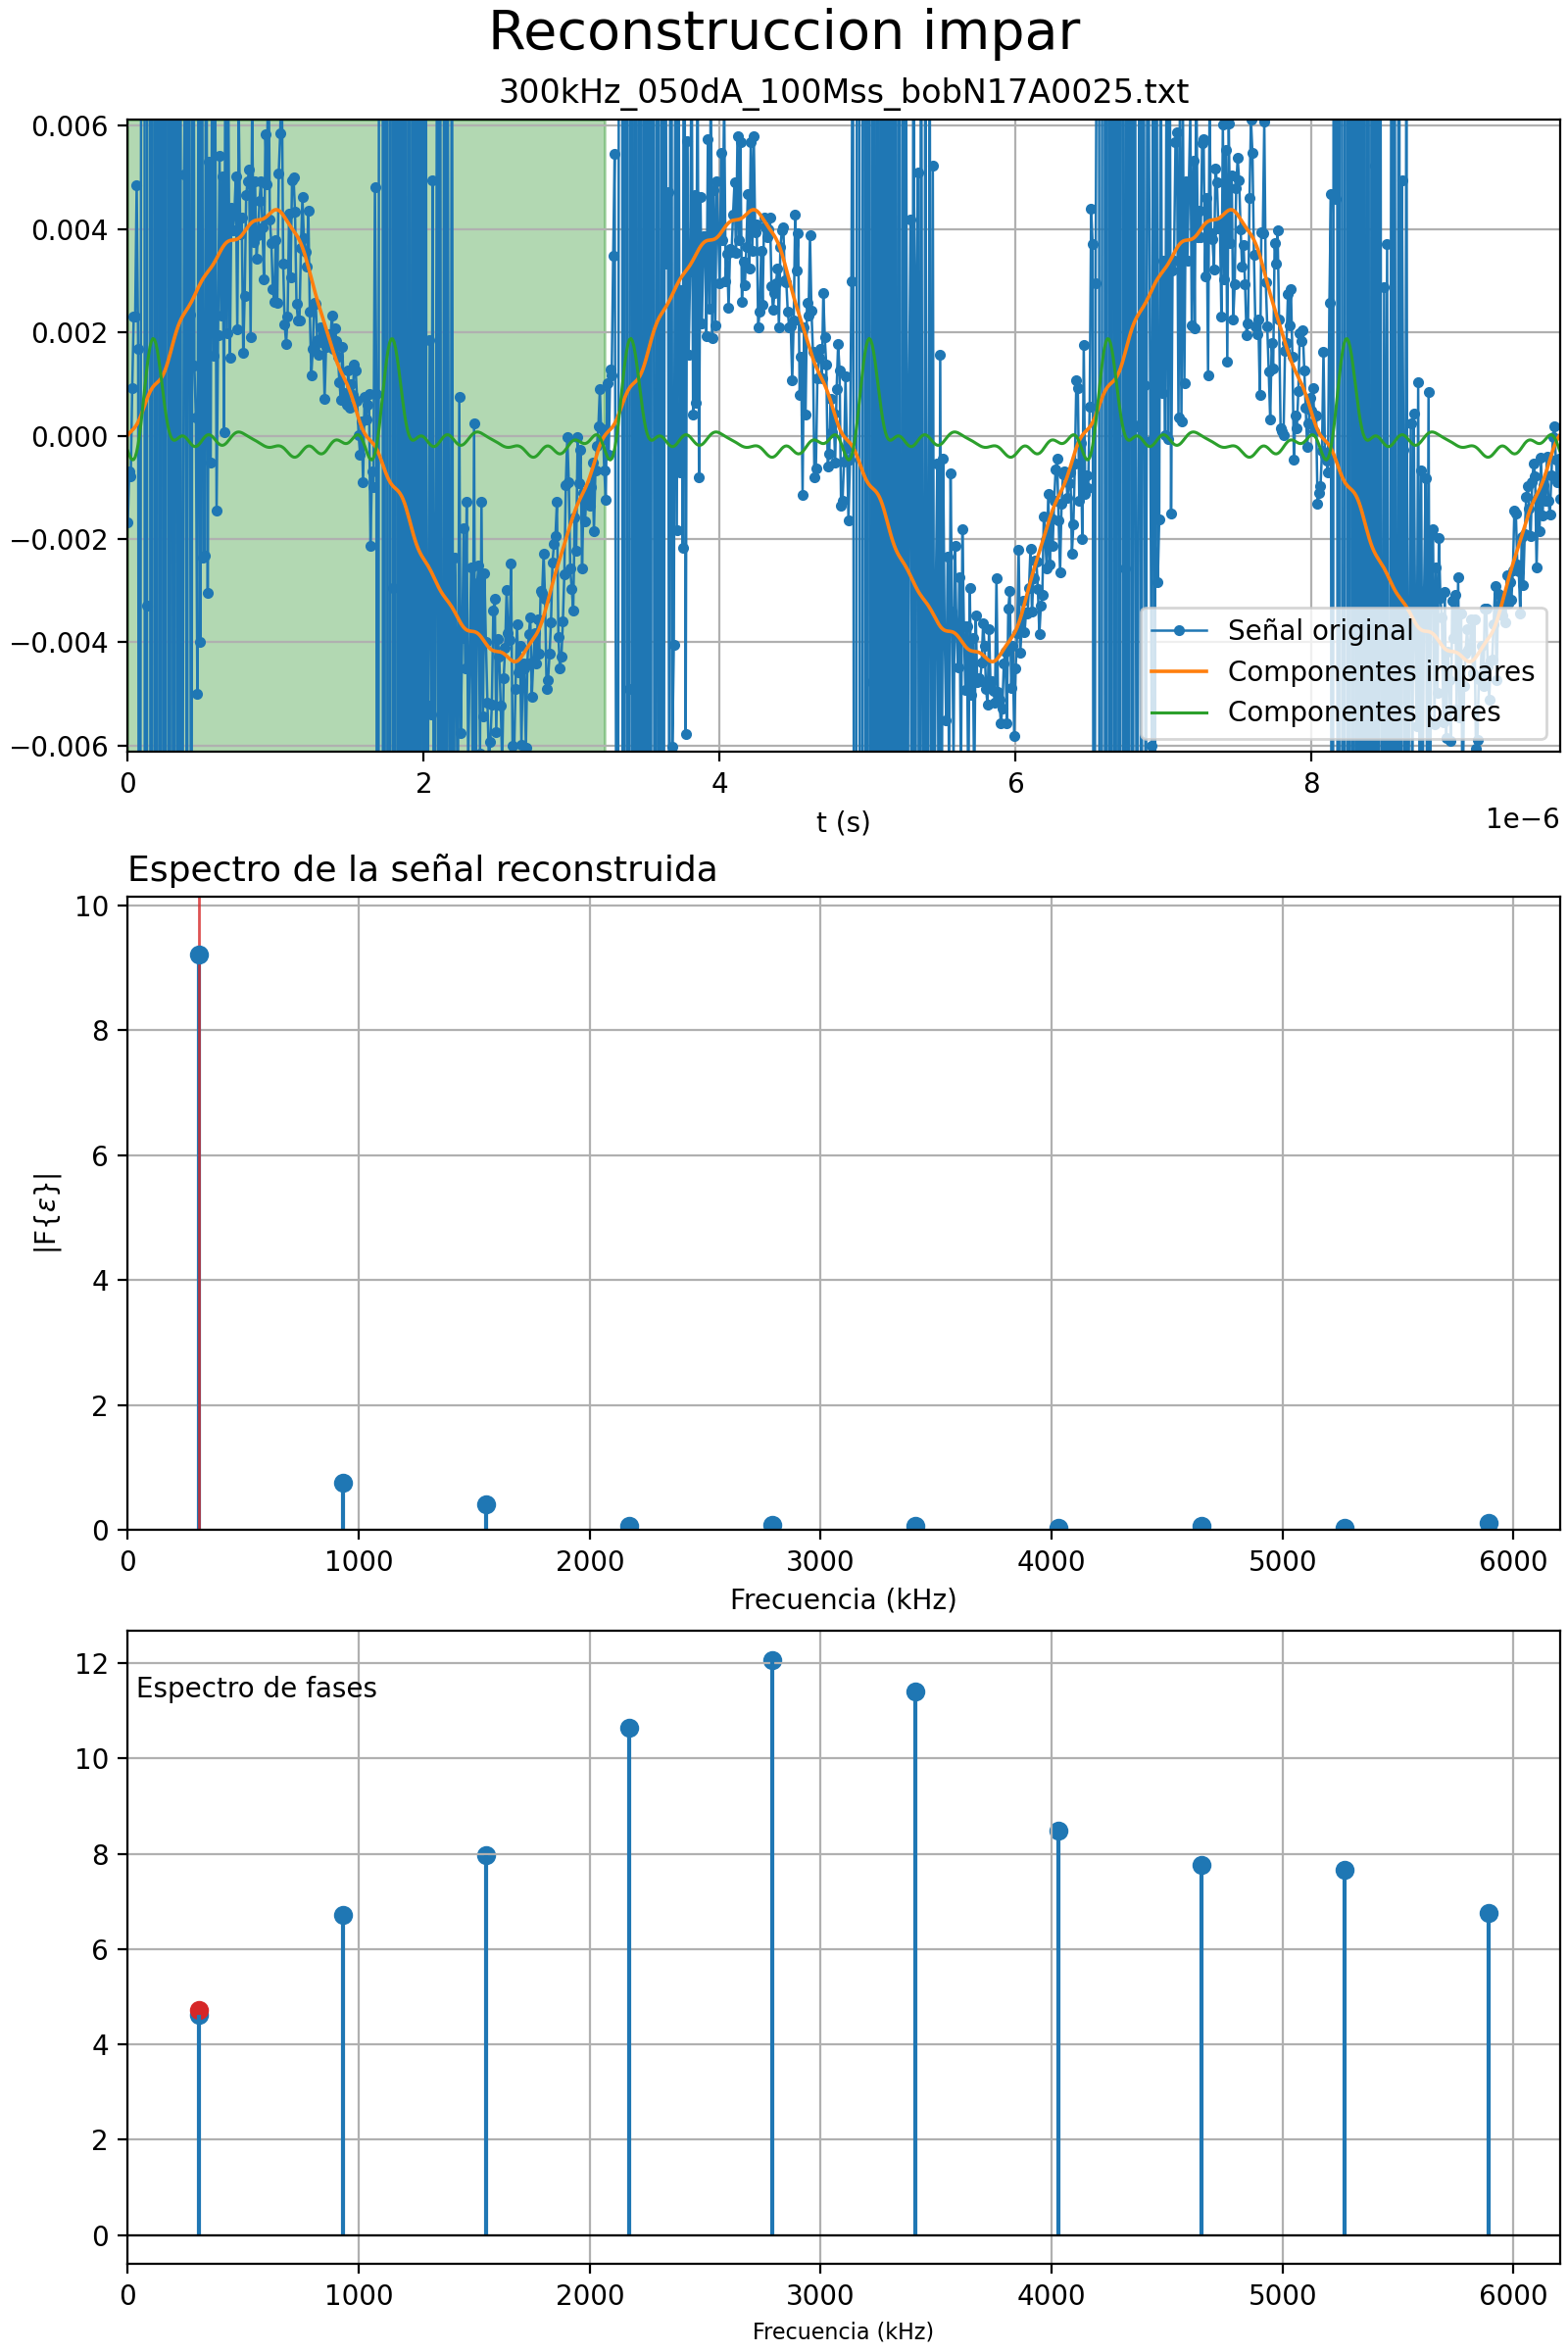 Reconstruccion impar
300kHz_050dA_100Mss_bobN17A0025.txt
0.006
0.004
0.002
0.000
−0.002
−0.004
−0.006
Señal original
Componentes impares
Componentes pares
0 2 4 6 8
1e−6
t (s)
Espectro de la señal reconstruida
10
8
6
4
2
0
|F{ε}|
0 1000 2000 3000 4000 5000 6000
Frecuencia (kHz)
12
Espectro de fases
10
8
6
4
2
0
0 1000 2000 3000 4000 5000 6000
Frecuencia (kHz)